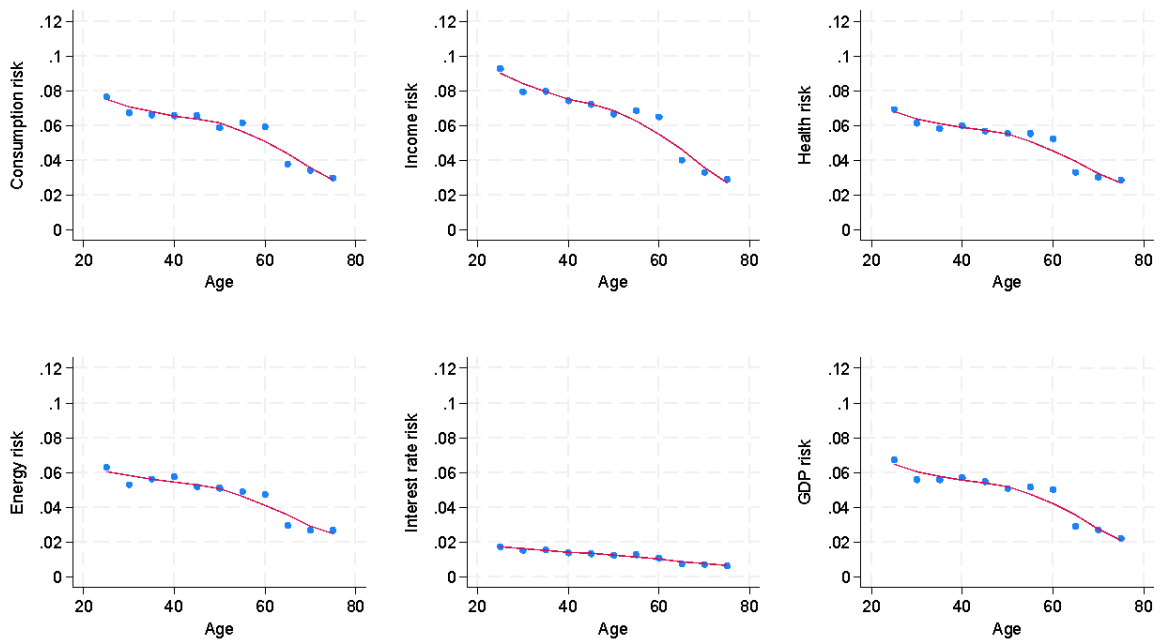 Consumption risk
.12
.1
.08
.06
.04
.02
0
20 40 60 80
Age
Income risk
.12
.1
.08
.06
.04
.02
0
20 40 60 80
Age
Health risk
.12
.1
.08
.06
.04
.02
0
20 40 60 80
Age
Energy risk
.12
.1
.08
.06
.04
.02
0
20 40 60 80
Age
Interest rate risk
.12
.1
.08
.06
.04
.02
0
20 40 60 80
Age
GDP risk
.12
.1
.08
.06
.04
.02
0
20 40 60 80
Age